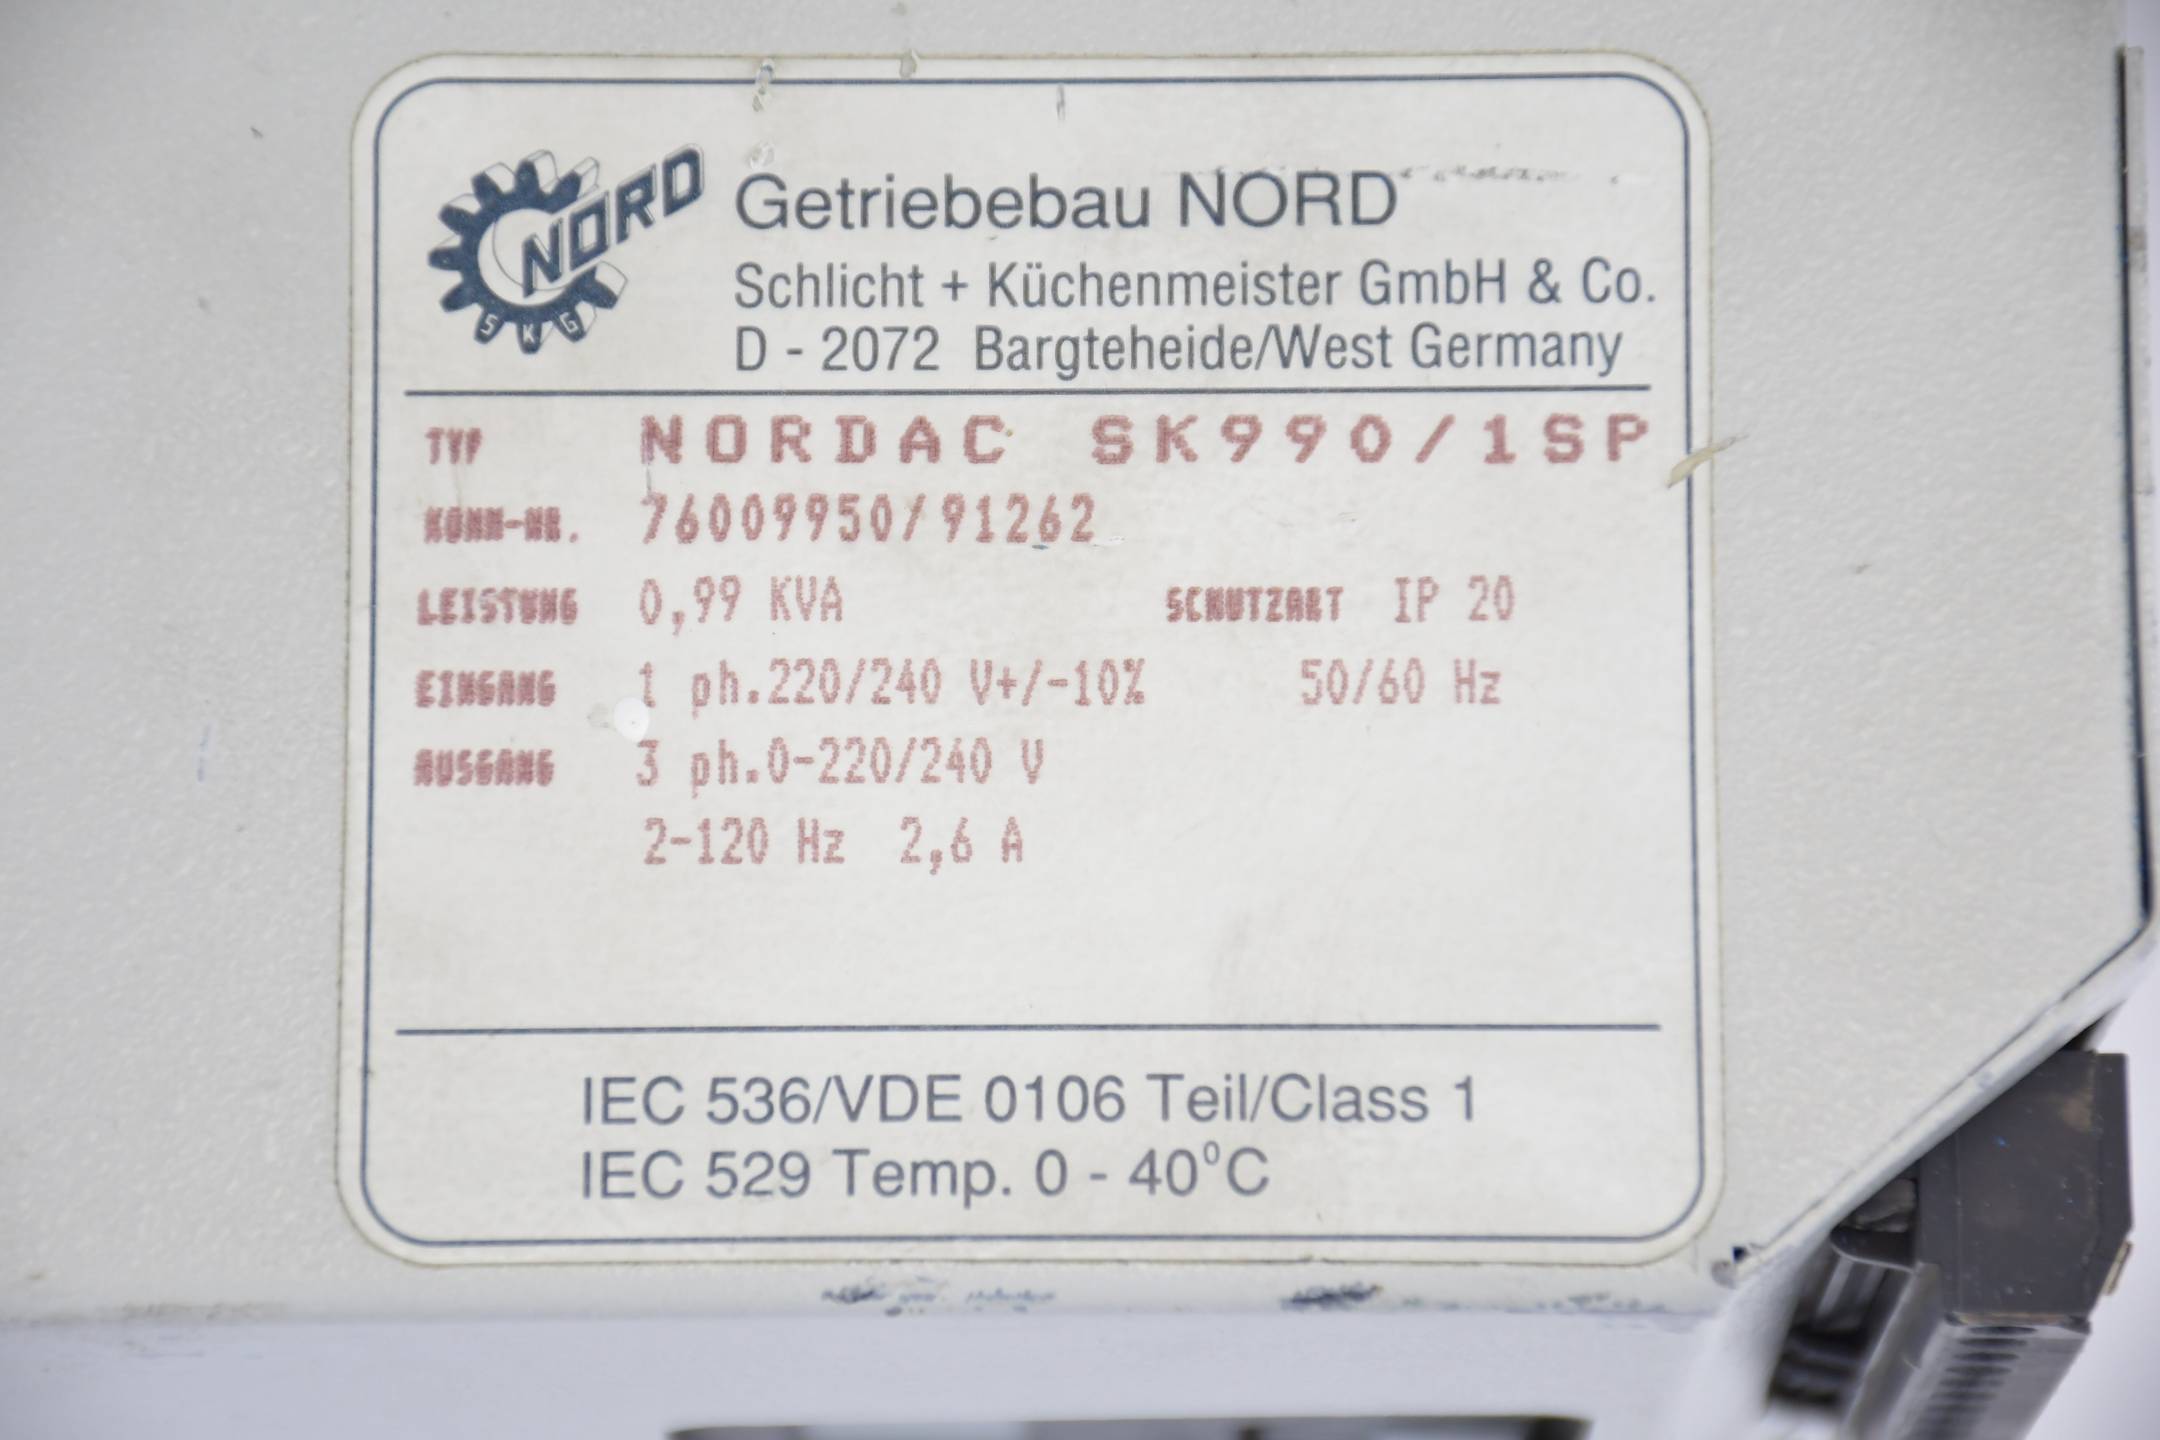 NORD
SKG
Getriebebau NORD
Schlicht + Küchenmeister GmbH & Co.
D - 2072 Bargteheide/West Germany
TYP NORDAC SK990/1SP
KOMM-NR. 76009950/91262
LEISTUNG 0,99 KVA SCHUTZART IP 20
EINGANG 1 ph.220/240 V+/-10% 50/60 Hz
AUSGANG 3 ph.0-220/240 V
2-120 Hz 2,6 A
IEC 536/VDE 0106 Teil/Class 1
IEC 529 Temp. 0 - 40°C